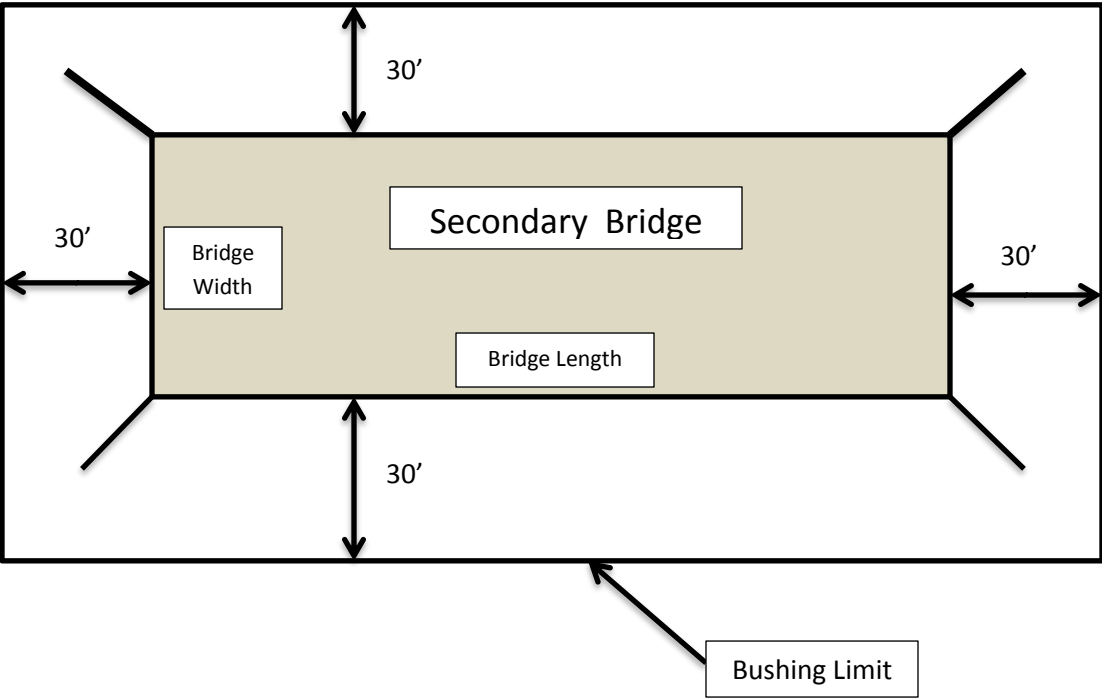 30’
Secondary Bridge
30’
Bridge
Width
30’
Bridge Length
30’
Bushing Limit